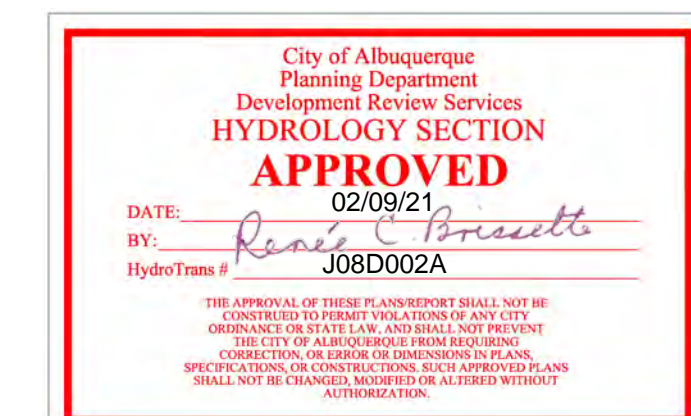 City of Albuquerque
Planning Department
Development Review Services
HYDROLOGY SECTION
APPROVED
DATE: 02/09/21
BY: Renée C. Brissette
HydroTrans # J08D002A
THE APPROVAL OF THESE PLANS/REPORT SHALL NOT BE
CONSTRUED TO PERMIT VIOLATIONS OF ANY CITY
ORDINANCE OR STATE LAW, AND SHALL NOT PREVENT
THE CITY OF ALBUQUERQUE FROM REQUIRING
CORRECTION, OR ERROR OR DIMENSIONS IN PLANS,
SPECIFICATIONS, OR CONSTRUCTIONS. SUCH APPROVED PLANS
SHALL NOT BE CHANGED, MODIFIED OR ALTERED WITHOUT
AUTHORIZATION.